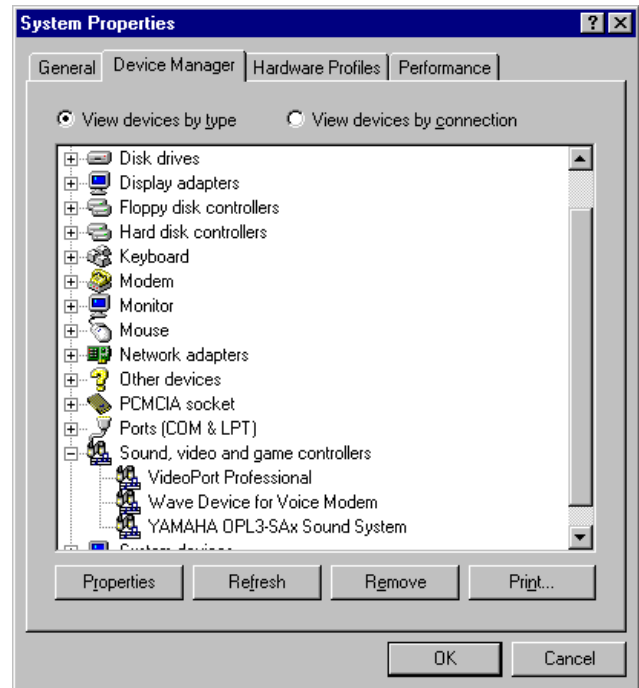 System Properties
General Device Manager Hardware Profiles Performance
View devices by type View devices by connection
Disk drives
Display adapters
Floppy disk controllers
Hard disk controllers
Keyboard
Modem
Monitor
Mouse
Network adapters
Other devices
PCMCIA socket
Ports (COM & LPT)
Sound, video and game controllers
VideoPort Professional
Wave Device for Voice Modem
YAMAHA OPL3-SAx Sound System
System devices
Properties Refresh Remove Print...
OK Cancel